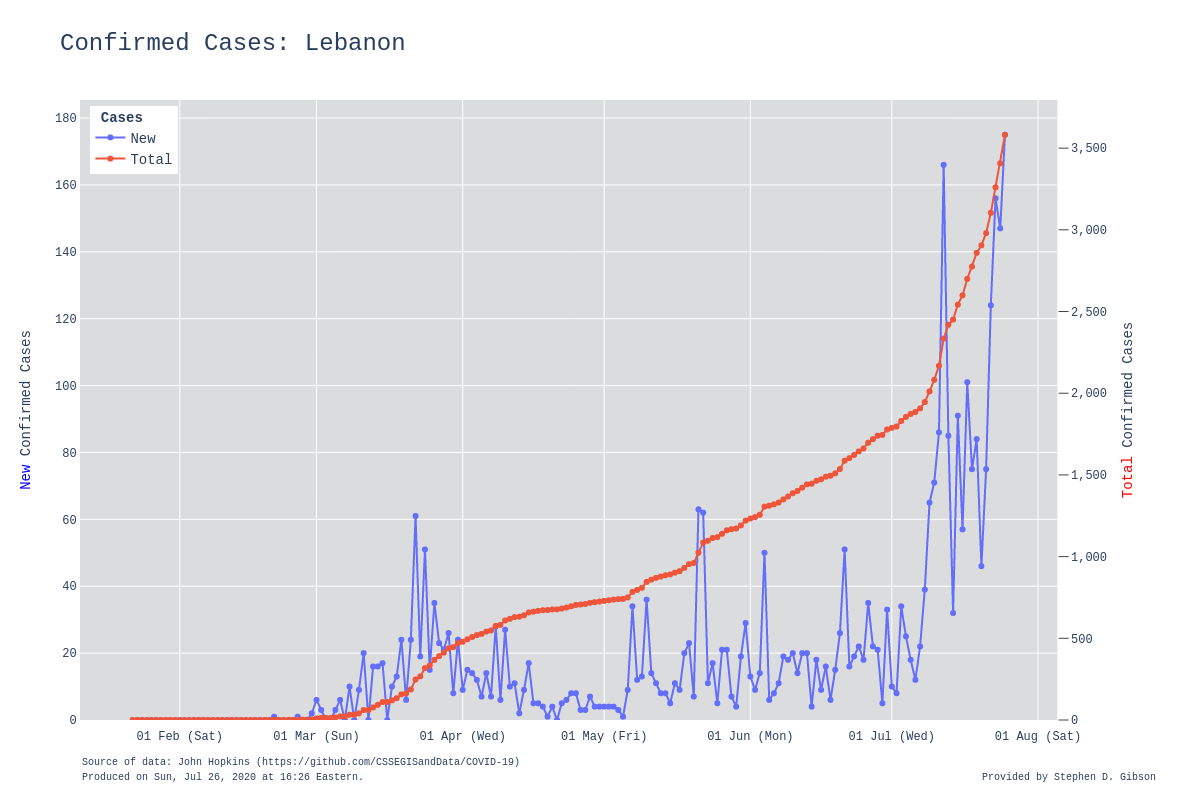 Confirmed Cases: Lebanon
Cases
New
Total
180
160
140
120
100
80
60
40
20
0
3,500
3,000
2,500
2,000
1,500
1,000
500
0
New Confirmed Cases
Total Confirmed Cases
01 Feb (Sat)
01 Mar (Sun)
01 Apr (Wed)
01 May (Fri)
01 Jun (Mon)
01 Jul (Wed)
01 Aug (Sat)
Source of data: John Hopkins (https://github.com/CSSEGISandData/COVID-19)
Produced on Sun, Jul 26, 2020 at 16:26 Eastern.
Provided by Stephen D. Gibson